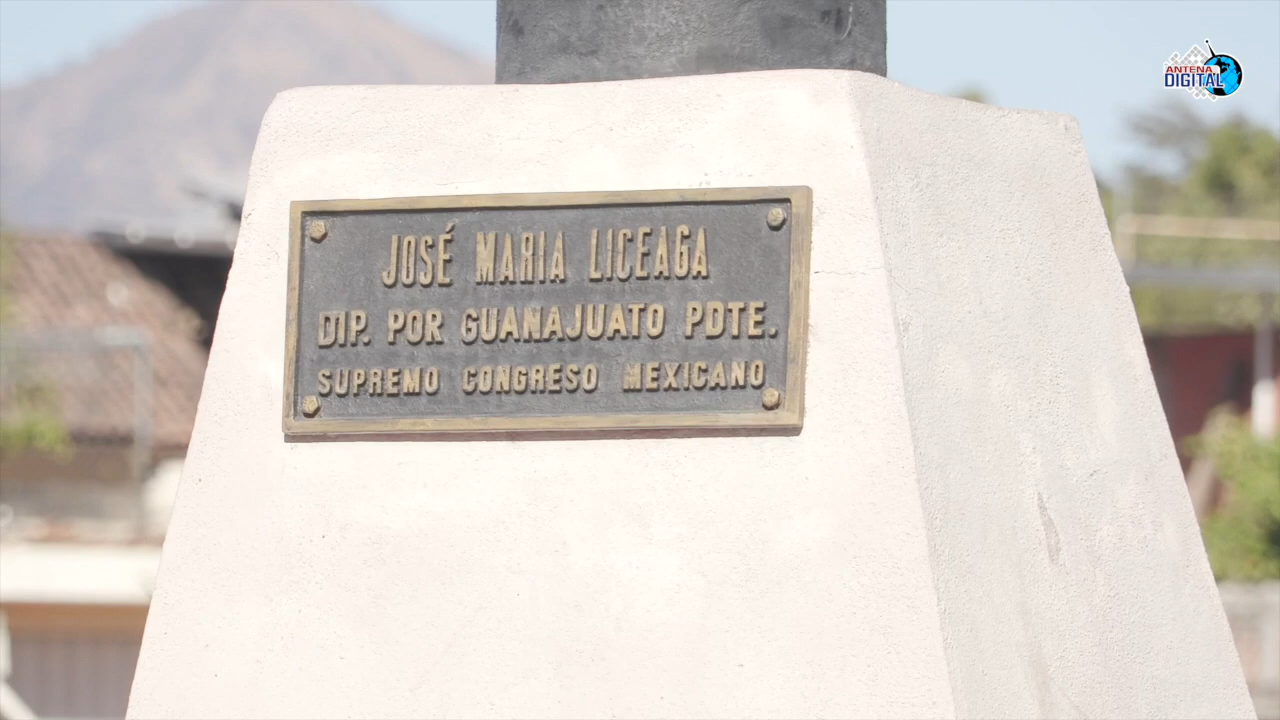 ANTENA
DIGITAL
JOSÉ MARIA LICEAGA
DIP. POR GUANAJUATO PDTE.
SUPREMO CONGRESO MEXICANO